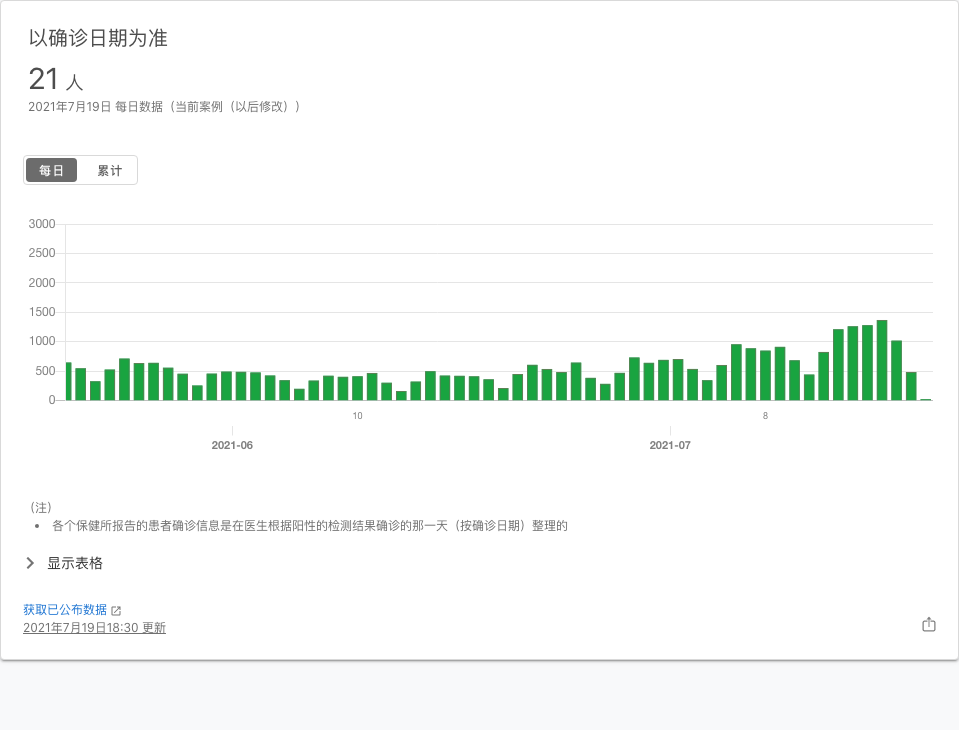 以确诊日期为准
21 人
2021年7月19日 每日数据（当前案例（以后修改））
每日 累计
3000
2500
2000
1500
1000
500
0
10 8
2021-06 2021-07
（注）
• 各个保健所报告的患者确诊信息是在医生根据阳性的检测结果确诊的那一天（按确诊日期）整理的
显示表格
获取已公布数据
2021年7月19日18:30 更新